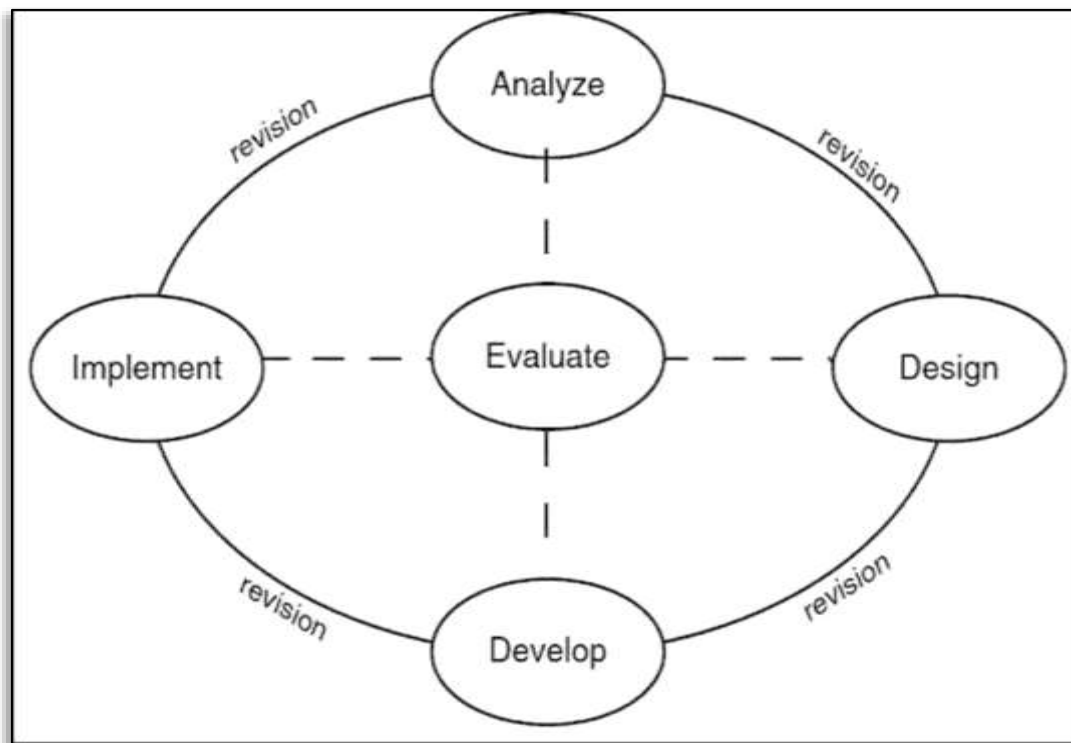 Analyze
revision
revision
Implement
Evaluate
Design
revision
revision
Develop